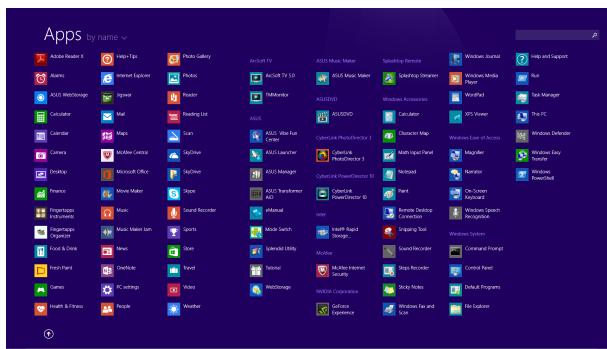 Apps by name
Adobe Reader X
Alarms
ASUS WebStorage
Calculator
Calendar
Camera
Desktop
Finance
Fingertapps
Instruments
Fingertapps
Organizer
Food & Drink
Fresh Paint
Games
Health & Fitness
Help+Tips
Internet Explorer
Jigswar
Mail
Maps
McAfee Central
Microsoft Office
Movie Maker
Music
Music Maker Jam
News
OneNote
PC settings
People
Photo Gallery
Photos
Reader
Reading List
Scan
SkyDrive
SkyDrive
Skype
Sound Recorder
Sports
Store
Travel
Video
Weather
ArcSoft TV
ArcSoft TV 5.0
TMMonitor
ASUS
ASUS Vibe Fun
Center
ASUS Launcher
ASUS Manager
ASUS Transformer
AiO
eManual
Mode Switch
Splendid Utility
Tutorial
WebStorage
ASUS Music Maker
ASUS Music Maker
ASUSDVD
ASUSDVD
CyberLink PhotoDirector 3
CyberLink
PhotoDirector 3
CyberLink PowerDirector 10
CyberLink
PowerDirector 10
Intel
Intel® Rapid
Storage...
McAfee
McAfee Internet
Security
NVIDIA Corporation
GeForce
Experience
Splashtop Remote
Splashtop Streamer
Windows Accessories
Calculator
Character Map
Math Input Panel
Notepad
Paint
Remote Desktop
Connection
Snipping Tool
Sound Recorder
Steps Recorder
Sticky Notes
Windows Fax and
Scan
Windows Journal
Windows Media
Player
WordPad
XPS Viewer
Windows Ease of Access
Magnifier
Narrator
On-Screen
Keyboard
Windows Speech
Recognition
Windows System
Command Prompt
Control Panel
Default Programs
File Explorer
Help and Support
Run
Task Manager
This PC
Windows Defender
Windows Easy
Transfer
Windows
PowerShell